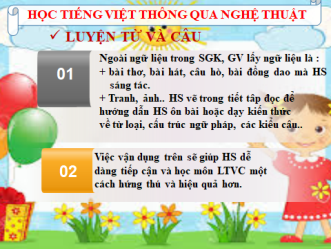 HỌC TIẾNG VIỆT THÔNG QUA NGHỆ THUẬT
✓ LUYỆN TỪ VÀ CÂU
01
Ngoài ngữ liệu trong SGK, GV lấy ngữ liệu là :
+ bài thơ, bài hát, câu hò, bài đồng dao mà HS
sáng tác.
+ Tranh, ảnh.. HS vẽ trong tiết tập đọc để
hướng dẫn HS ôn bài hoặc dạy kiến thức
về từ loại, cấu trúc ngữ pháp, các kiểu câu..
02
Việc vận dụng trên sẽ giúp HS dễ
dàng tiếp cận và học môn LTVC một
cách hứng thú và hiệu quả hơn.